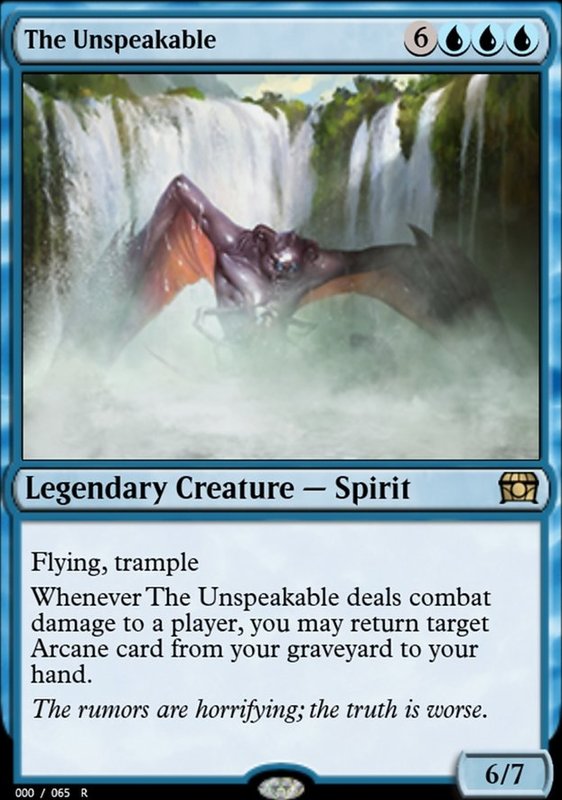 The Unspeakable 6
Legendary Creature — Spirit
Flying, trample
Whenever The Unspeakable deals combat
damage to a player, you may return target
Arcane card from your graveyard to your
hand.
The rumors are horrifying; the truth is worse.
6/7
000 / 065 R